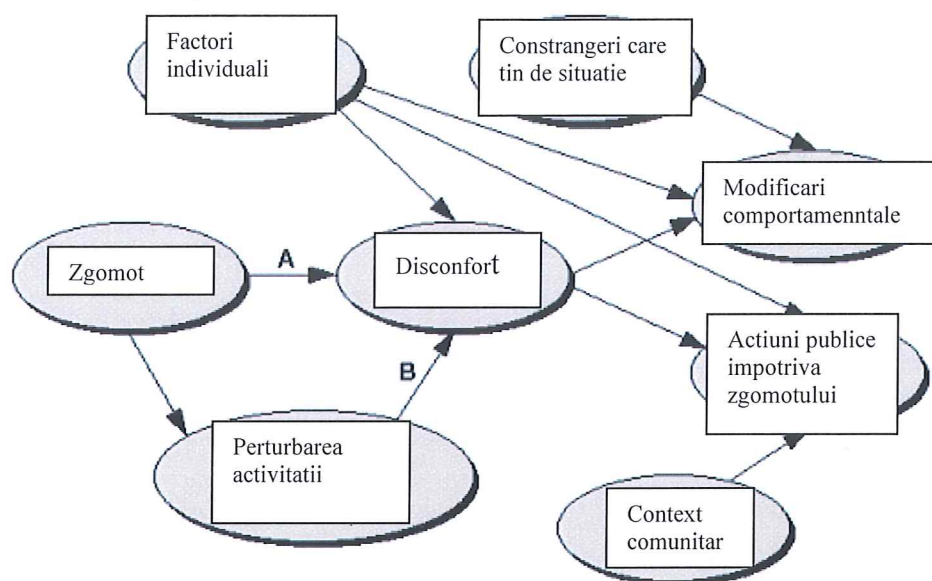 Factori
individuali
Constrangeri care
tin de situatie
Modificari
comportamenntale
Zgomot
A
Disconfort
B
Actiuni publice
impotriva
zgomotului
Perturbarea
activitatii
Context
comunitar